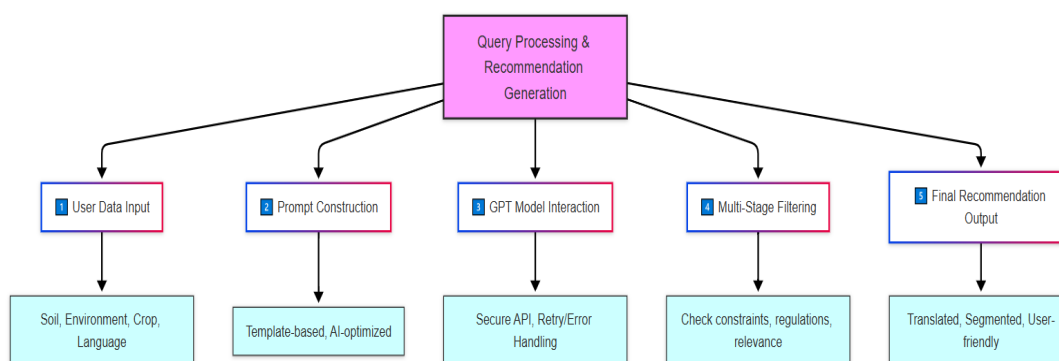 Query Processing &
Recommendation
Generation
1 User Data Input
2 Prompt Construction
3 GPT Model Interaction
4 Multi-Stage Filtering
5 Final Recommendation
Output
Soil, Environment, Crop,
Language
Template-based, AI-optimized
Secure API, Retry/Error
Handling
Check constraints, regulations,
relevance
Translated, Segmented, User-
friendly